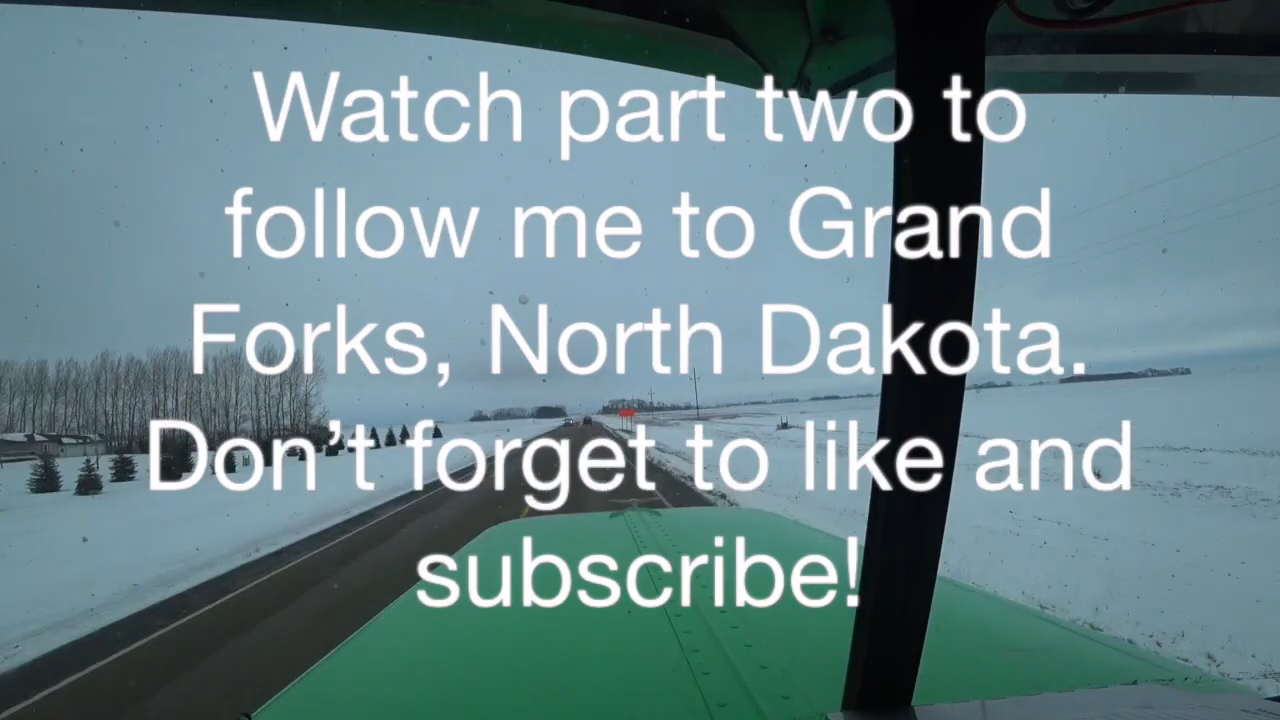 Watch part two to
follow me to Grand
Forks, North Dakota.
Don’t forget to like and
subscribe!